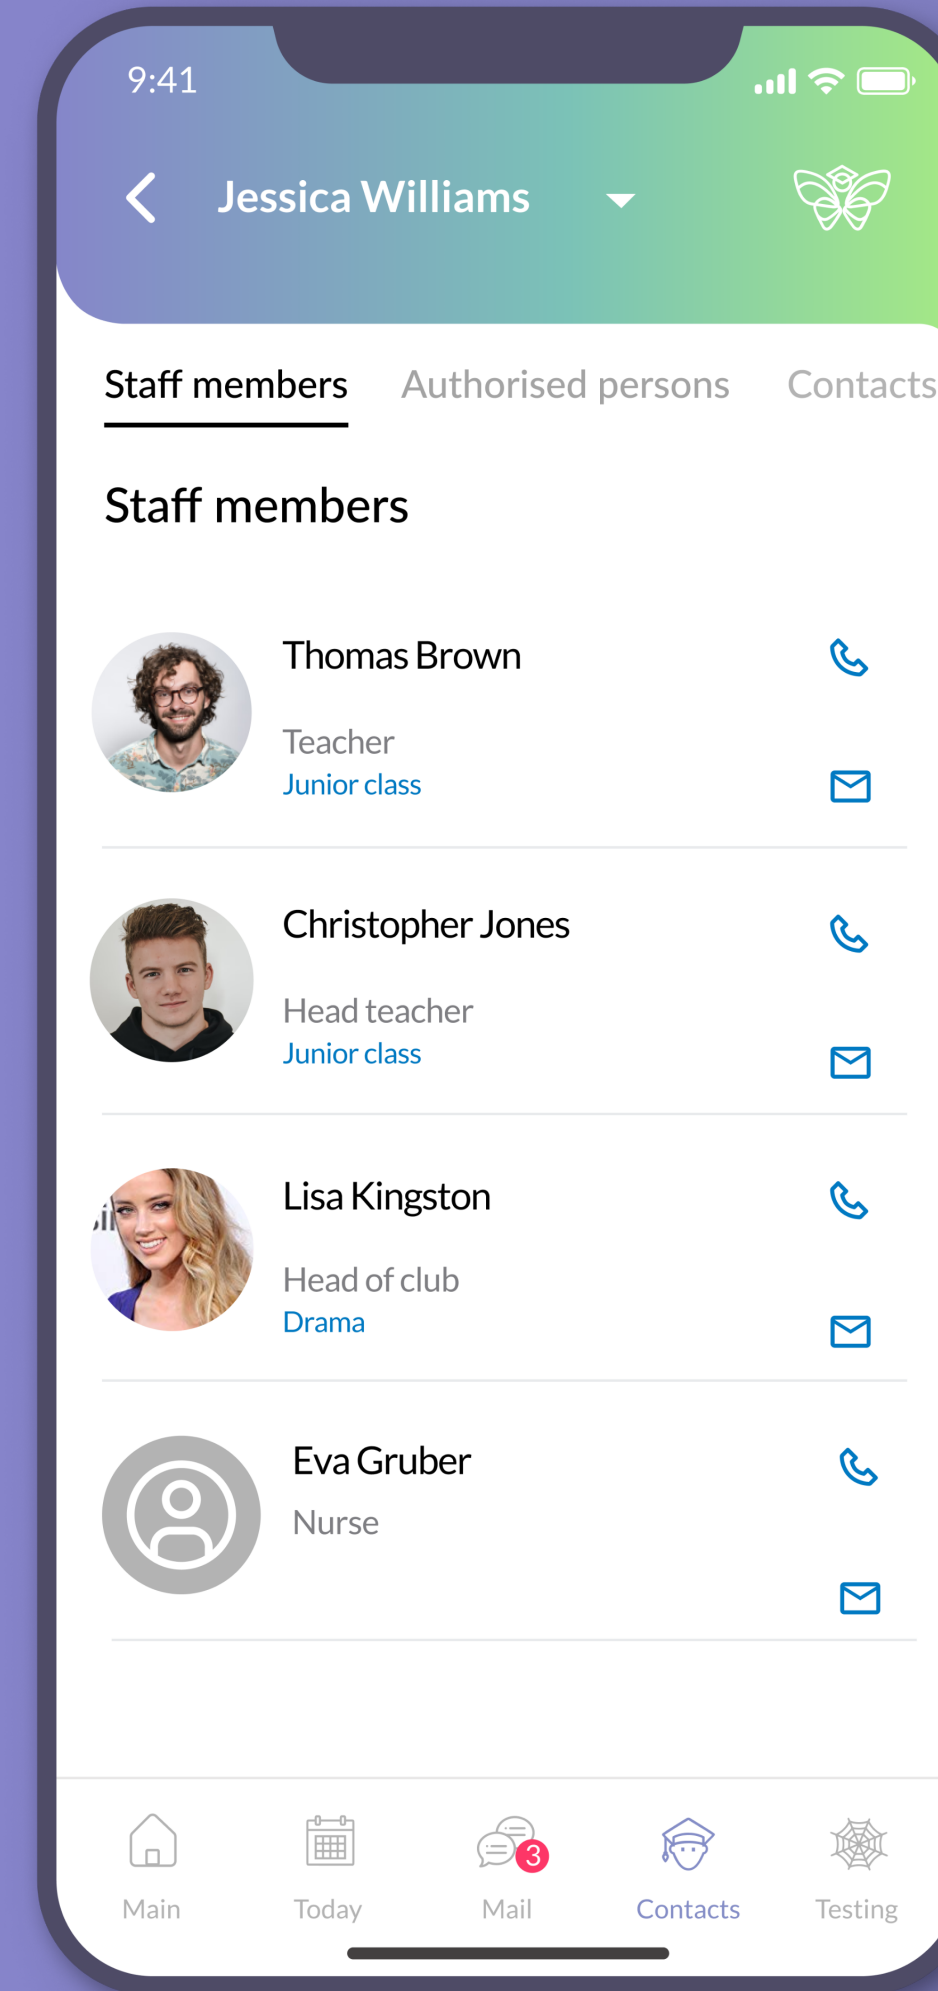 9:41
Jessica Williams
Staff members Authorised persons Contacts
Staff members
Thomas Brown
Teacher
Junior class
Christopher Jones
Head teacher
Junior class
Lisa Kingston
Head of club
Drama
Eva Gruber
Nurse
3
Main Today Mail Contacts Testing